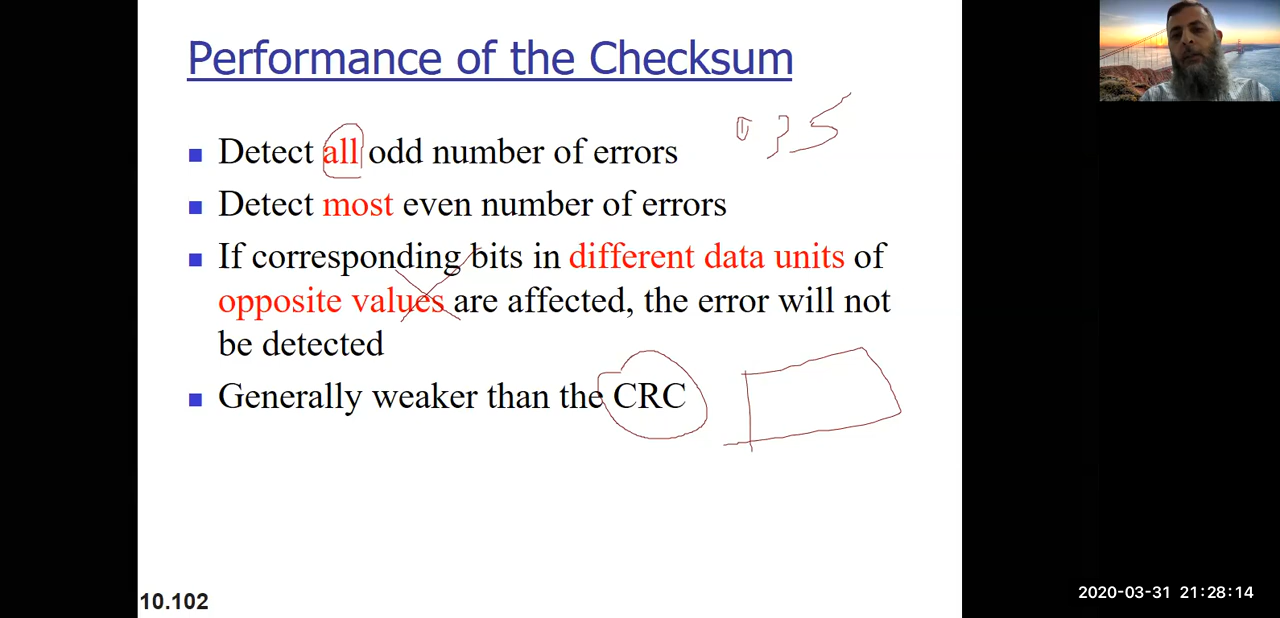 Performance of the Checksum
Detect all odd number of errors
Detect most even number of errors
If corresponding bits in different data units of
opposite values are affected, the error will not
be detected
Generally weaker than the CRC
10.102
2020-03-31 21:28:14